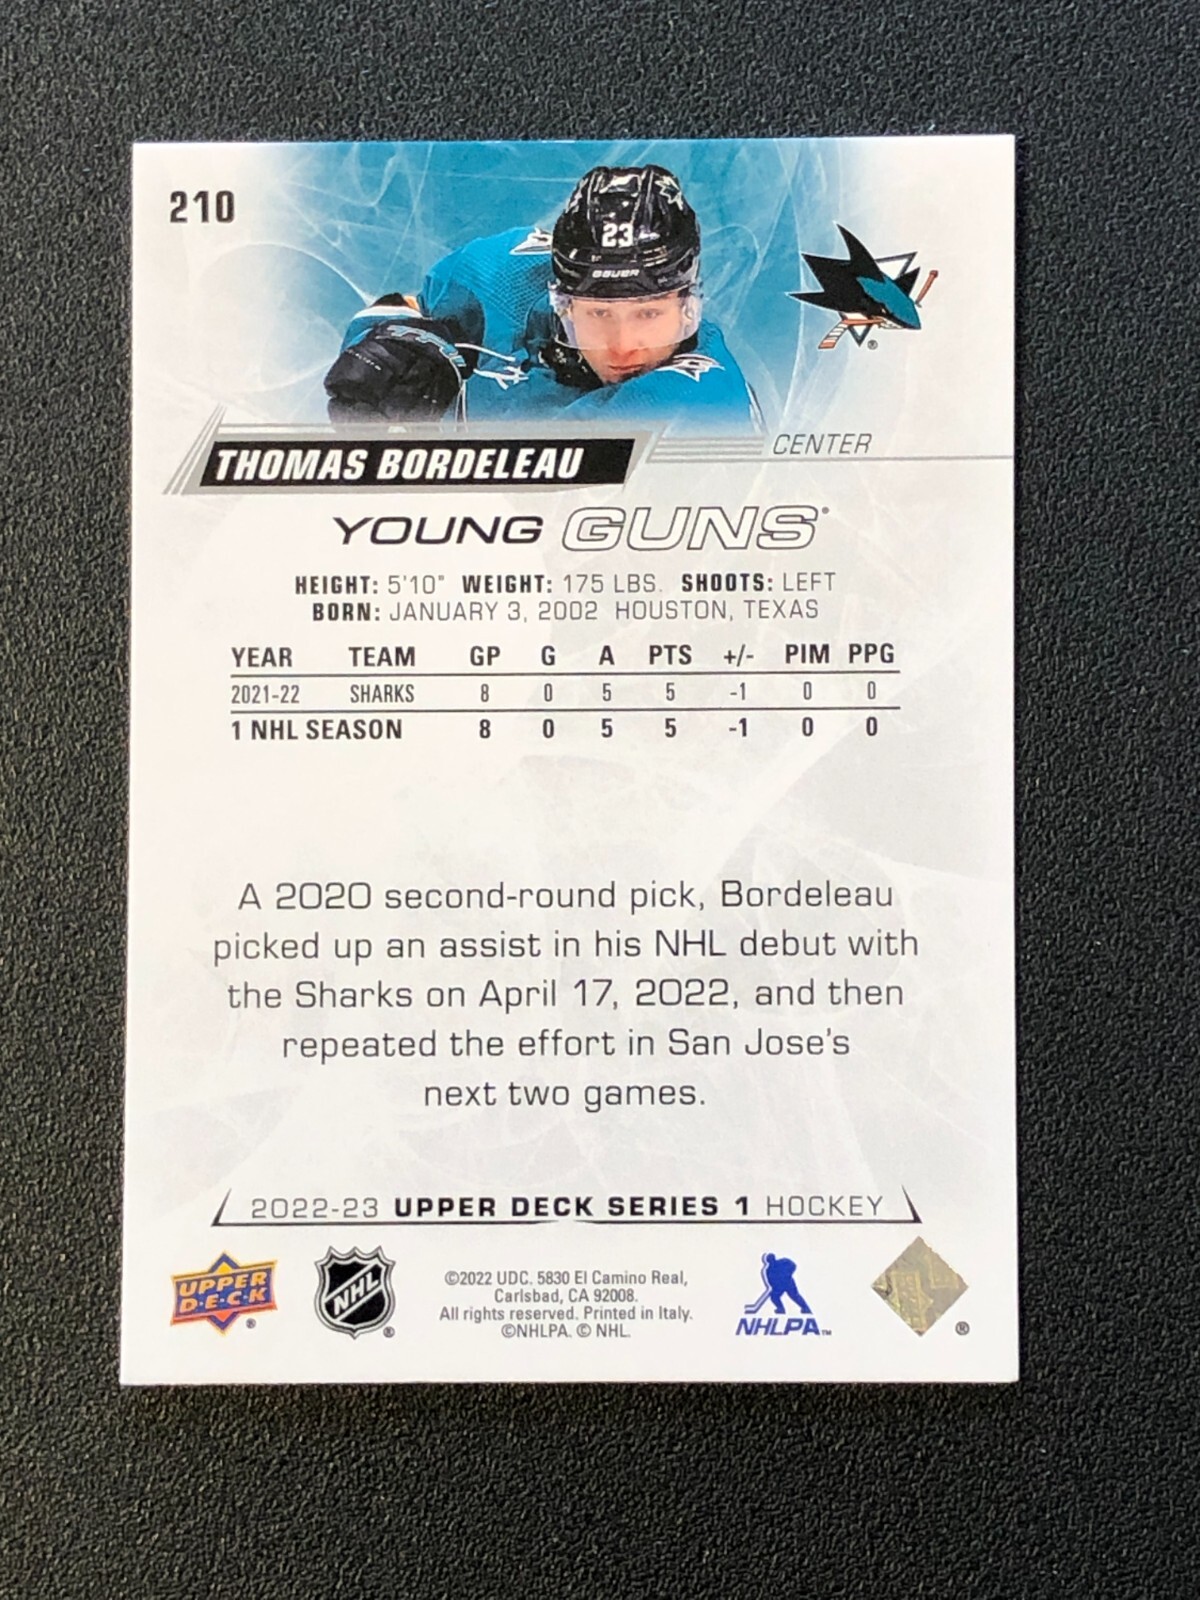 210
23
BAUER
CENTER
THOMAS BORDELEAU
YOUNG GUNS
HEIGHT: 5'10" WEIGHT: 175 LBS. SHOOTS: LEFT
BORN: JANUARY 3, 2002 HOUSTON, TEXAS
YEAR TEAM GP G A PTS +/- PIM PPG
2021-22 SHARKS 8 0 5 5 -1 0 0
1 NHL SEASON 8 0 5 5 -1 0 0
A 2020 second-round pick, Bordeleau
picked up an assist in his NHL debut with
the Sharks on April 17, 2022, and then
repeated the effort in San Jose's
next two games.
2022-23 UPPER DECK SERIES 1 HOCKEY
UPPER
D·E·C·K
®
NHL
®
©2022 UDC. 5830 El Camino Real,
Carlsbad, CA 92008.
All rights reserved. Printed in Italy.
©NHLPA. © NHL.
NHLPA™
®